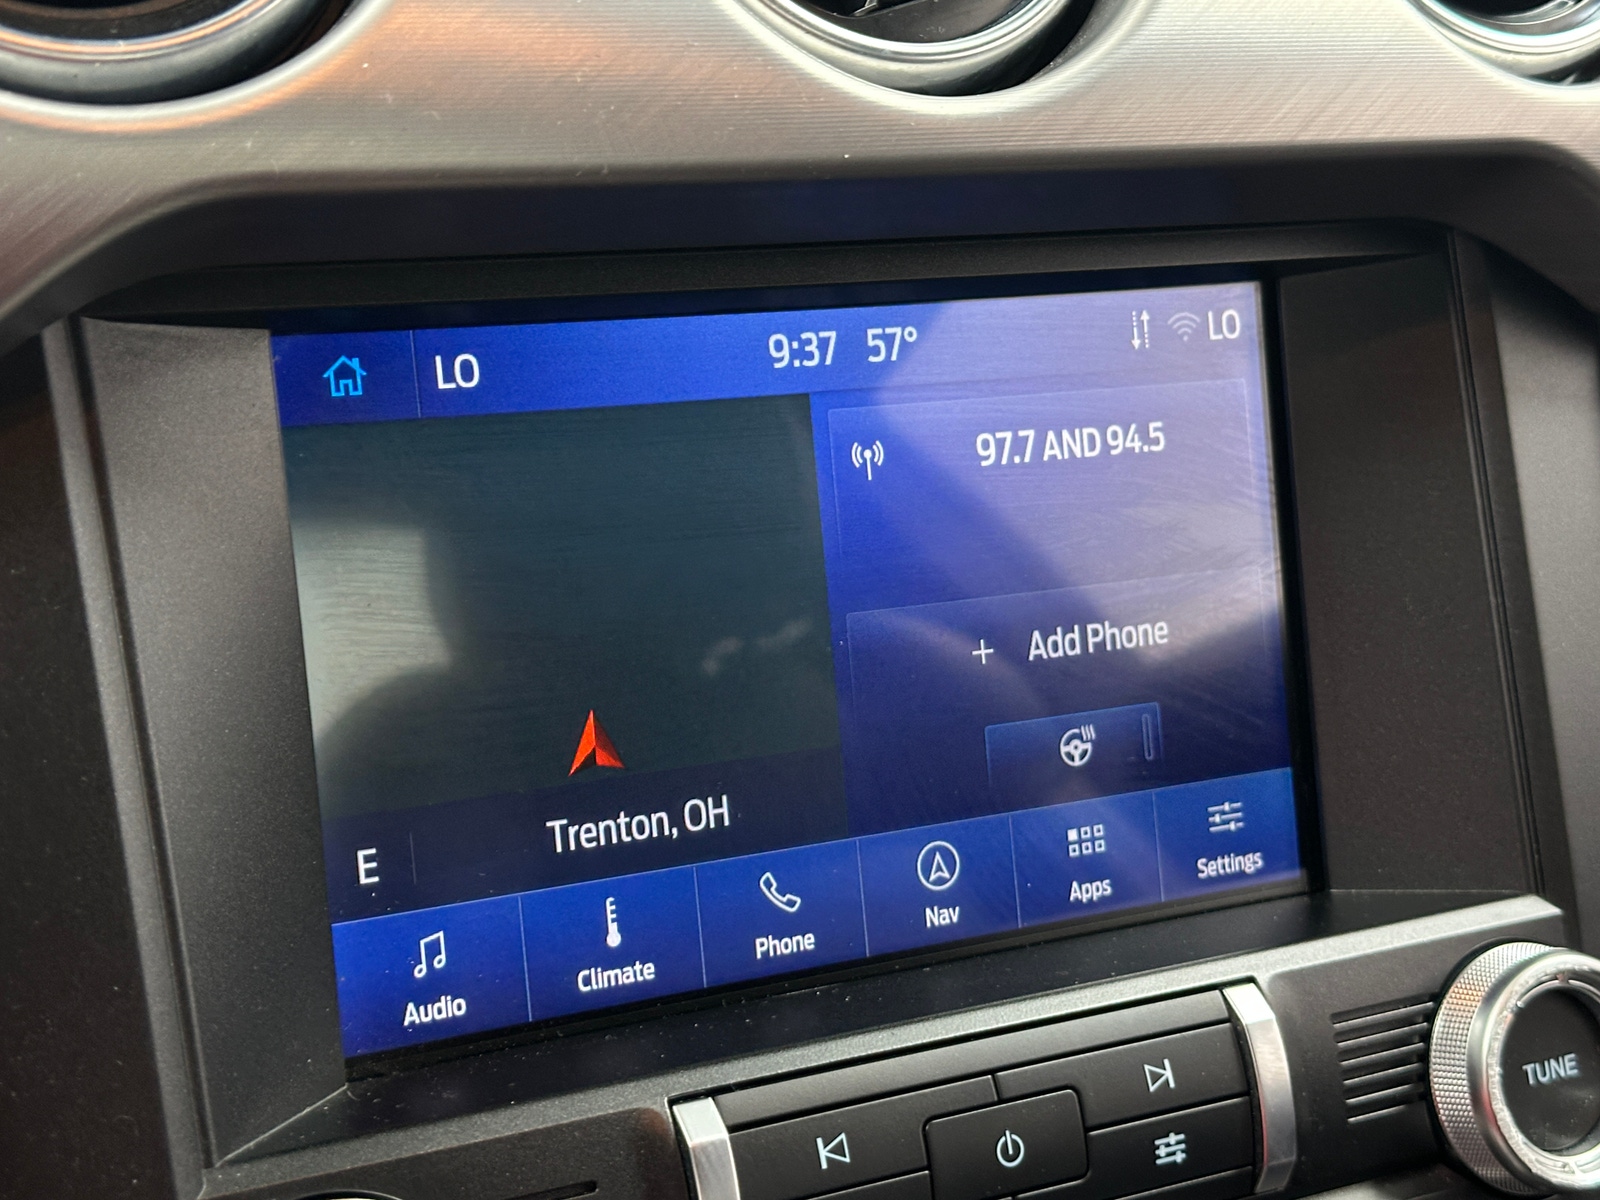 LO
9:37 57°
LO
97.7 AND 94.5
+ Add Phone
Trenton, OH
E
Audio
Climate
Phone
Nav
Apps
Settings
TUNE